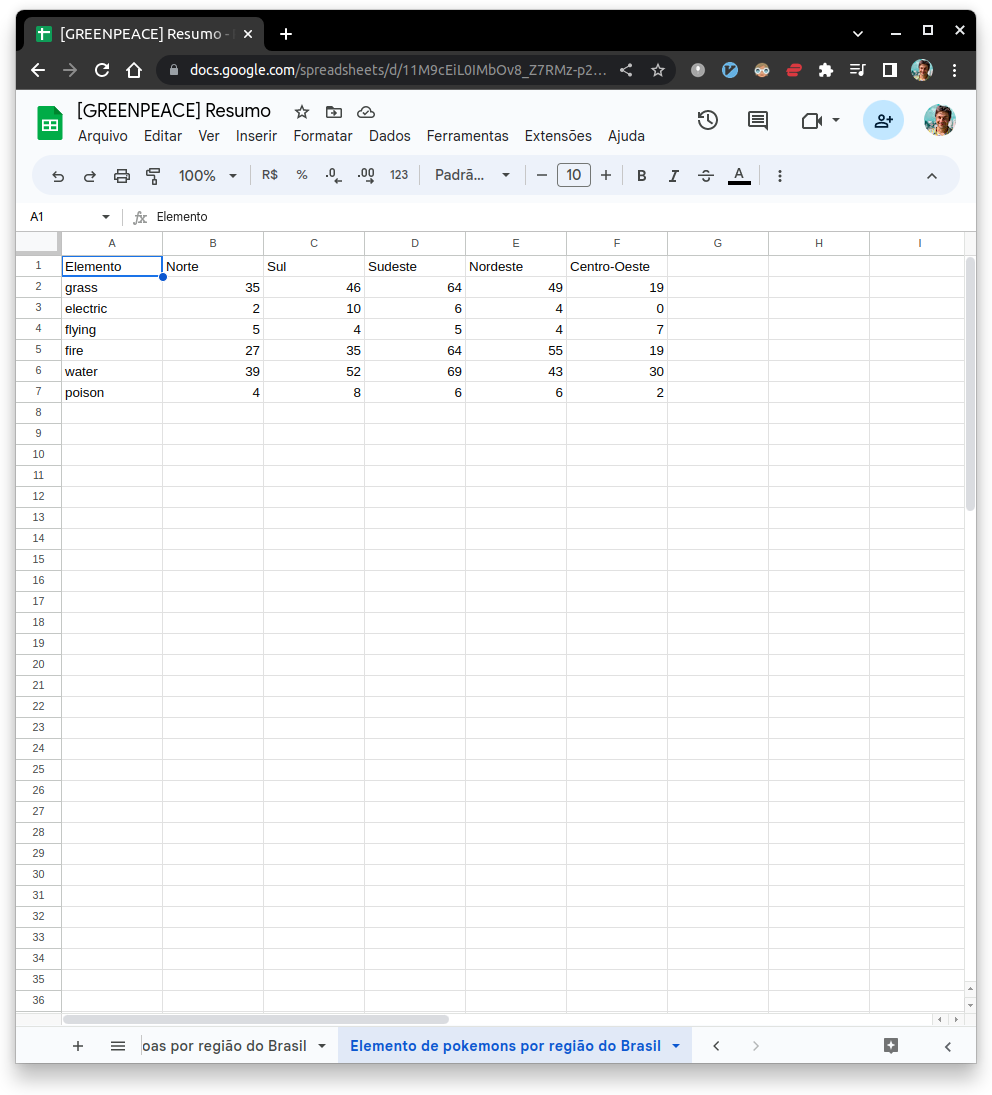 [GREENPEACE] Resumo -
docs.google.com/spreadsheets/d/11M9cEiL0IMbOv8_Z7RMz-p2...
[GREENPEACE] Resumo
Arquivo Editar Ver Inserir Formatar Dados Ferramentas Extensões Ajuda
100% R$ % .0 .00 123 Padrã... 10 B I S A
A1 fx Elemento
A B C D E F G H I
1 Elemento Norte Sul Sudeste Nordeste Centro-Oeste
2 grass 35 46 64 49 19
3 electric 2 10 6 4 0
4 flying 5 4 5 4 7
5 fire 27 35 64 55 19
6 water 39 52 69 43 30
7 poison 4 8 6 6 2
8
9
10
11
12
13
14
15
16
17
18
19
20
21
22
23
24
25
26
27
28
29
30
31
32
33
34
35
36
oas por região do Brasil Elemento de pokemons por região do Brasil